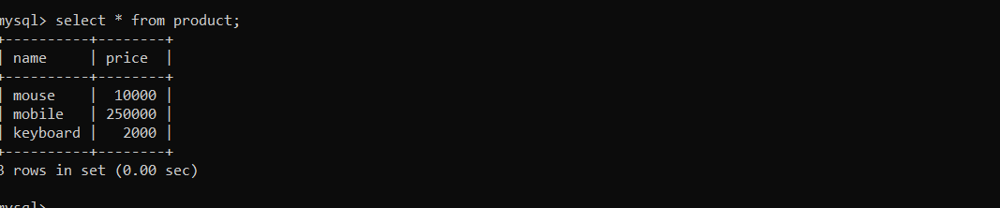 mysql> select * from product;
+----------+--------+
| name     | price  |
+----------+--------+
| mouse    |  10000 |
| mobile   | 250000 |
| keyboard |   2000 |
+----------+--------+
3 rows in set (0.00 sec)
mysql>